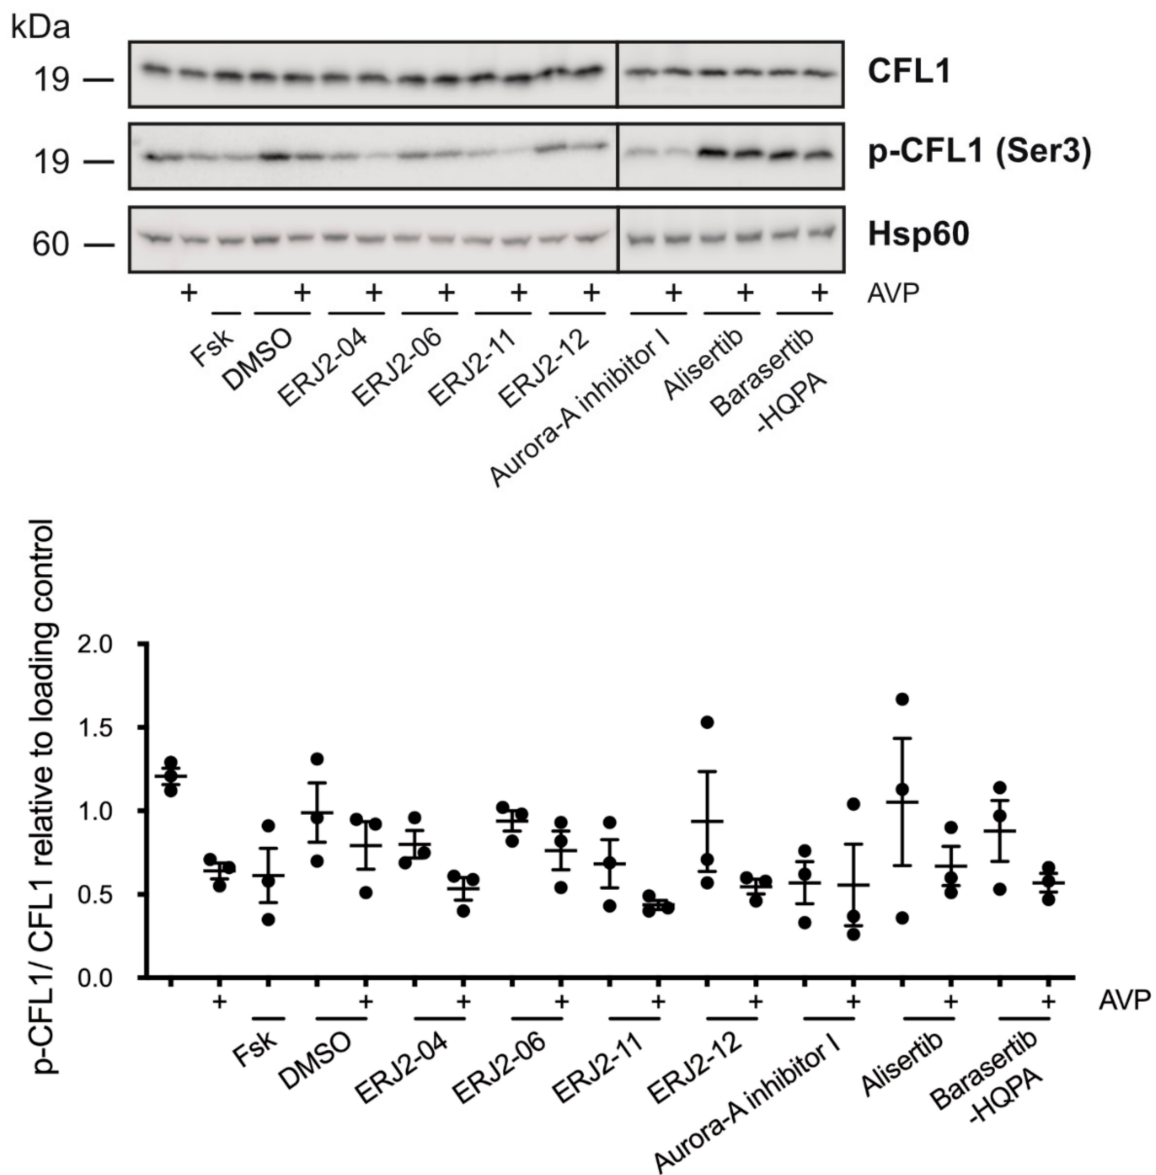 kDa
19
CFL1
19
p-CFL1 (Ser3)
60
Hsp60
+ + + + + + + + + AVP
Fsk
DMSO
ERJ2-04
ERJ2-06
ERJ2-11
ERJ2-12
Aurora-A inhibitor I
Alisertib
Barasertib
-HQPA
p-CFL1/ CFL1 relative to loading control
2.0
1.5
1.0
0.5
0.0
+ + + + + + + + + AVP
Fsk
DMSO
ERJ2-04
ERJ2-06
ERJ2-11
ERJ2-12
Aurora-A inhibitor I
Alisertib
Barasertib
-HQPA